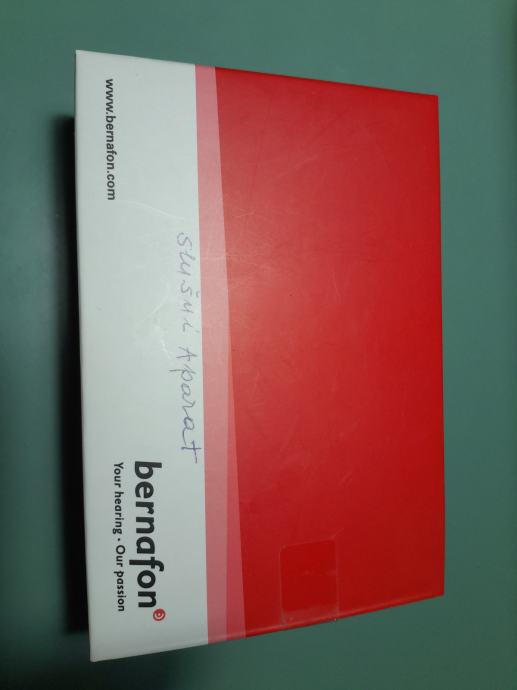 slušni Aparat
www.bernafon.com
bernafon
Your hearing • Our passion